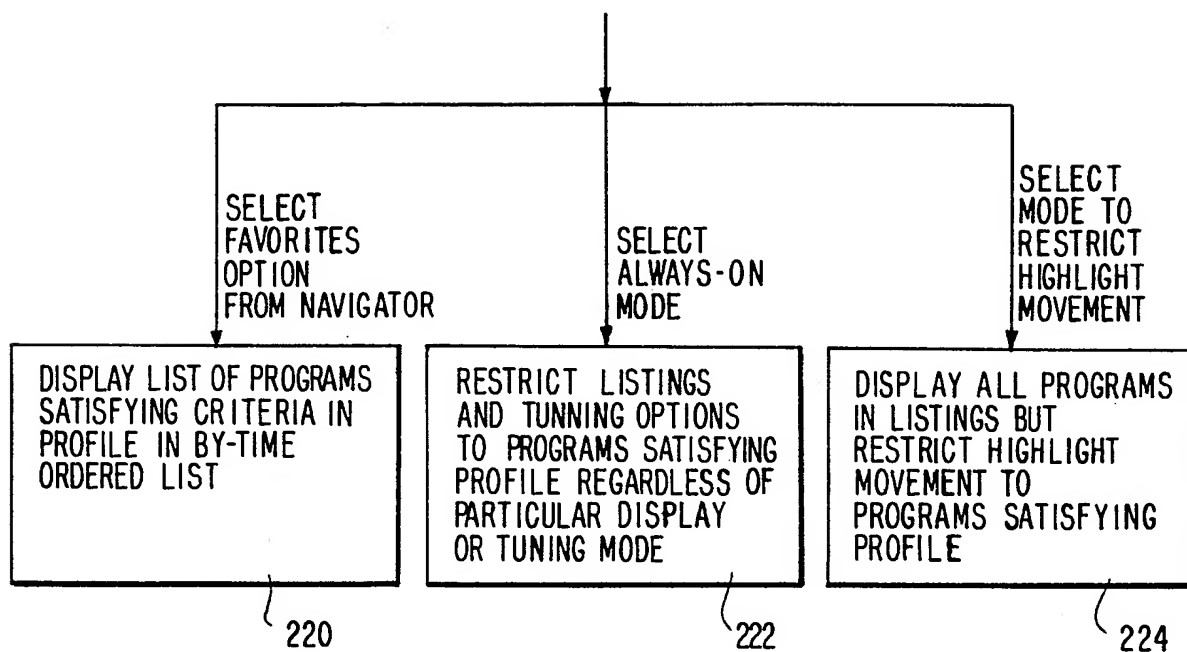 SELECT
FAVORITES
OPTION
FROM NAVIGATOR
SELECT
ALWAYS-ON
MODE
SELECT
MODE TO
RESTRICT
HIGHLIGHT
MOVEMENT
DISPLAY LIST OF PROGRAMS
SATISFYING CRITERIA IN
PROFILE IN BY-TIME
ORDERED LIST
RESTRICT LISTINGS
AND TUNNING OPTIONS
TO PROGRAMS SATISFYING
PROFILE REGARDLESS OF
PARTICULAR DISPLAY
OR TUNING MODE
DISPLAY ALL PROGRAMS
IN LISTINGS BUT
RESTRICT HIGHLIGHT
MOVEMENT TO
PROGRAMS SATISFYING
PROFILE
220
222
224